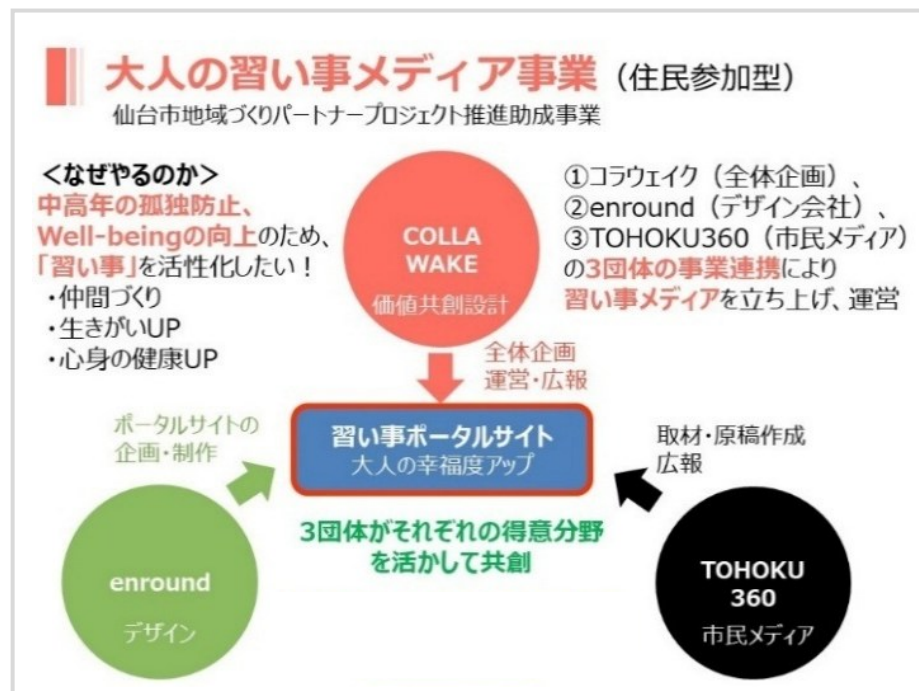 大人の習い事メディア事業（住民参加型）
仙台市地域づくりパートナープロジェクト推進助成事業
＜なぜやるのか＞
中高年の孤独防止、
Well-beingの向上のため、
「習い事」を活性化したい！
・仲間づくり
・生きがいUP
・心身の健康UP
COLLA
WAKE
価値共創設計
①コラウェイク（全体企画）、
②enround（デザイン会社）、
③TOHOKU360（市民メディア）
の3団体の事業連携により
習い事メディアを立ち上げ、運営
全体企画
運営・広報
ポータルサイトの
企画・制作
習い事ポータルサイト
大人の幸福度アップ
取材・原稿作成
広報
3団体がそれぞれの得意分野
を活かして共創
enround
デザイン
TOHOKU
360
市民メディア